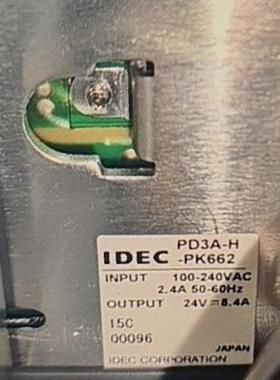 IDEC PD3A-H
-PK662
INPUT 100-240VAC
2.4A 50-60Hz
OUTPUT 24V⎓8.4A
15C
00096
JAPAN
IDEC CORPORATION